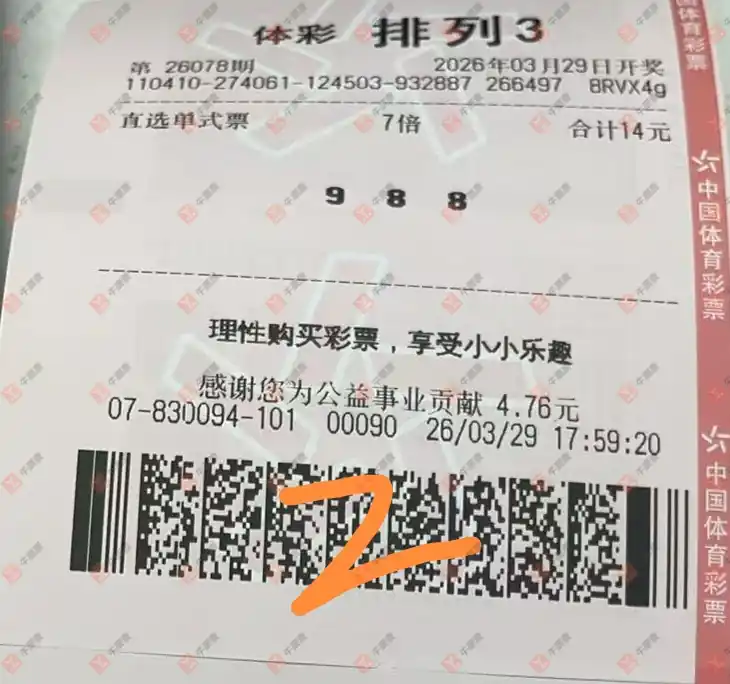 体彩 排列3
第 26078期 2026年03月29日开奖
110410-274061-124503-932887 266497 8RVX4g
直选单式票 7倍 合计14元
9 8 8
理性购买彩票，享受小小乐趣
感谢您为公益事业贡献 4.76元
07-830094-101 00090 26/03/29 17:59:20
2
国体育彩票
中国体育彩票
中国体育彩票